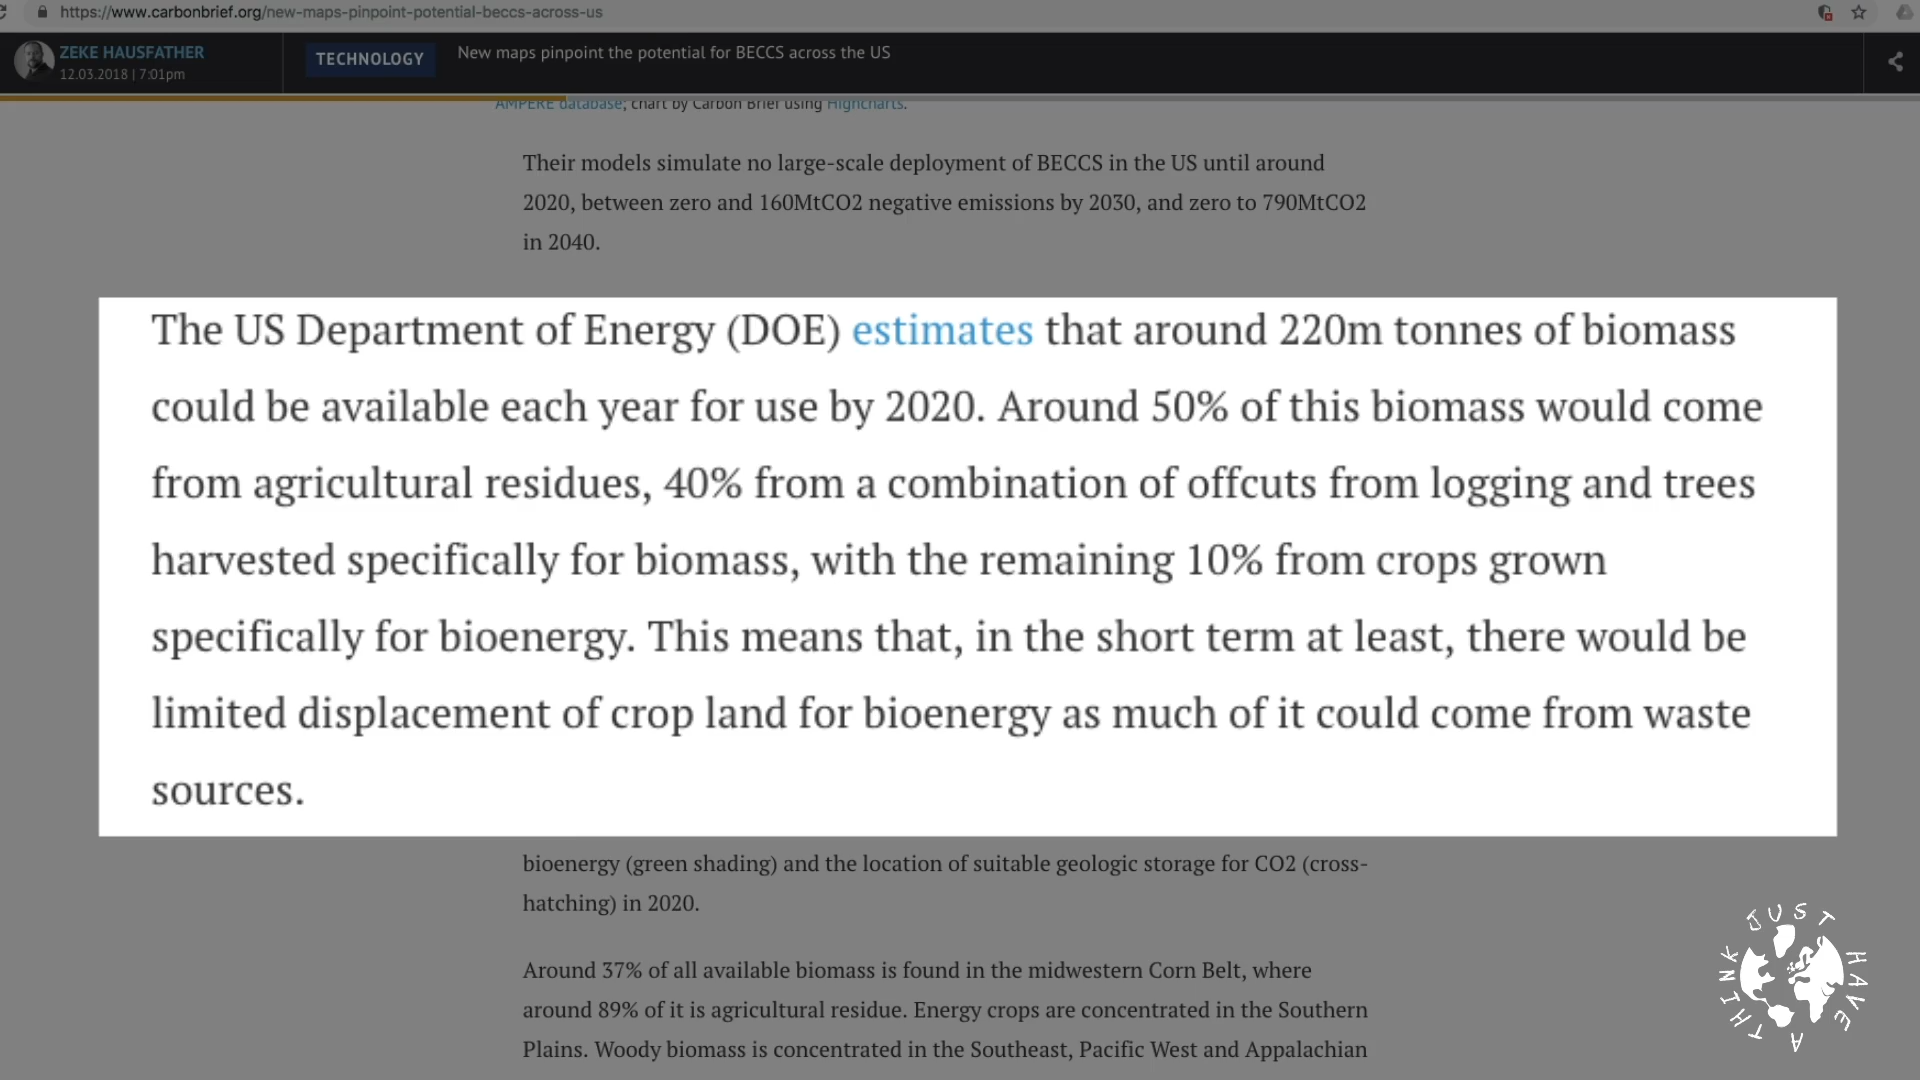 https://www.carbonbrief.org/new-maps-pinpoint-potential-beccs-across-us
ZEKE HAUSFATHER
12.03.2018 | 7:01pm
TECHNOLOGY
New maps pinpoint the potential for BECCS across the US
AMPERE database; chart by Carbon Brief using Highcharts.
Their models simulate no large-scale deployment of BECCS in the US until around
2020, between zero and 160MtCO2 negative emissions by 2030, and zero to 790MtCO2
in 2040.
The US Department of Energy (DOE) estimates that around 220m tonnes of biomass
could be available each year for use by 2020. Around 50% of this biomass would come
from agricultural residues, 40% from a combination of offcuts from logging and trees
harvested specifically for biomass, with the remaining 10% from crops grown
specifically for bioenergy. This means that, in the short term at least, there would be
limited displacement of crop land for bioenergy as much of it could come from waste
sources.
bioenergy (green shading) and the location of suitable geologic storage for CO2 (cross-
hatching) in 2020.
Around 37% of all available biomass is found in the midwestern Corn Belt, where
around 89% of it is agricultural residue. Energy crops are concentrated in the Southern
Plains. Woody biomass is concentrated in the Southeast, Pacific West and Appalachian
JUST HAVE A THINK